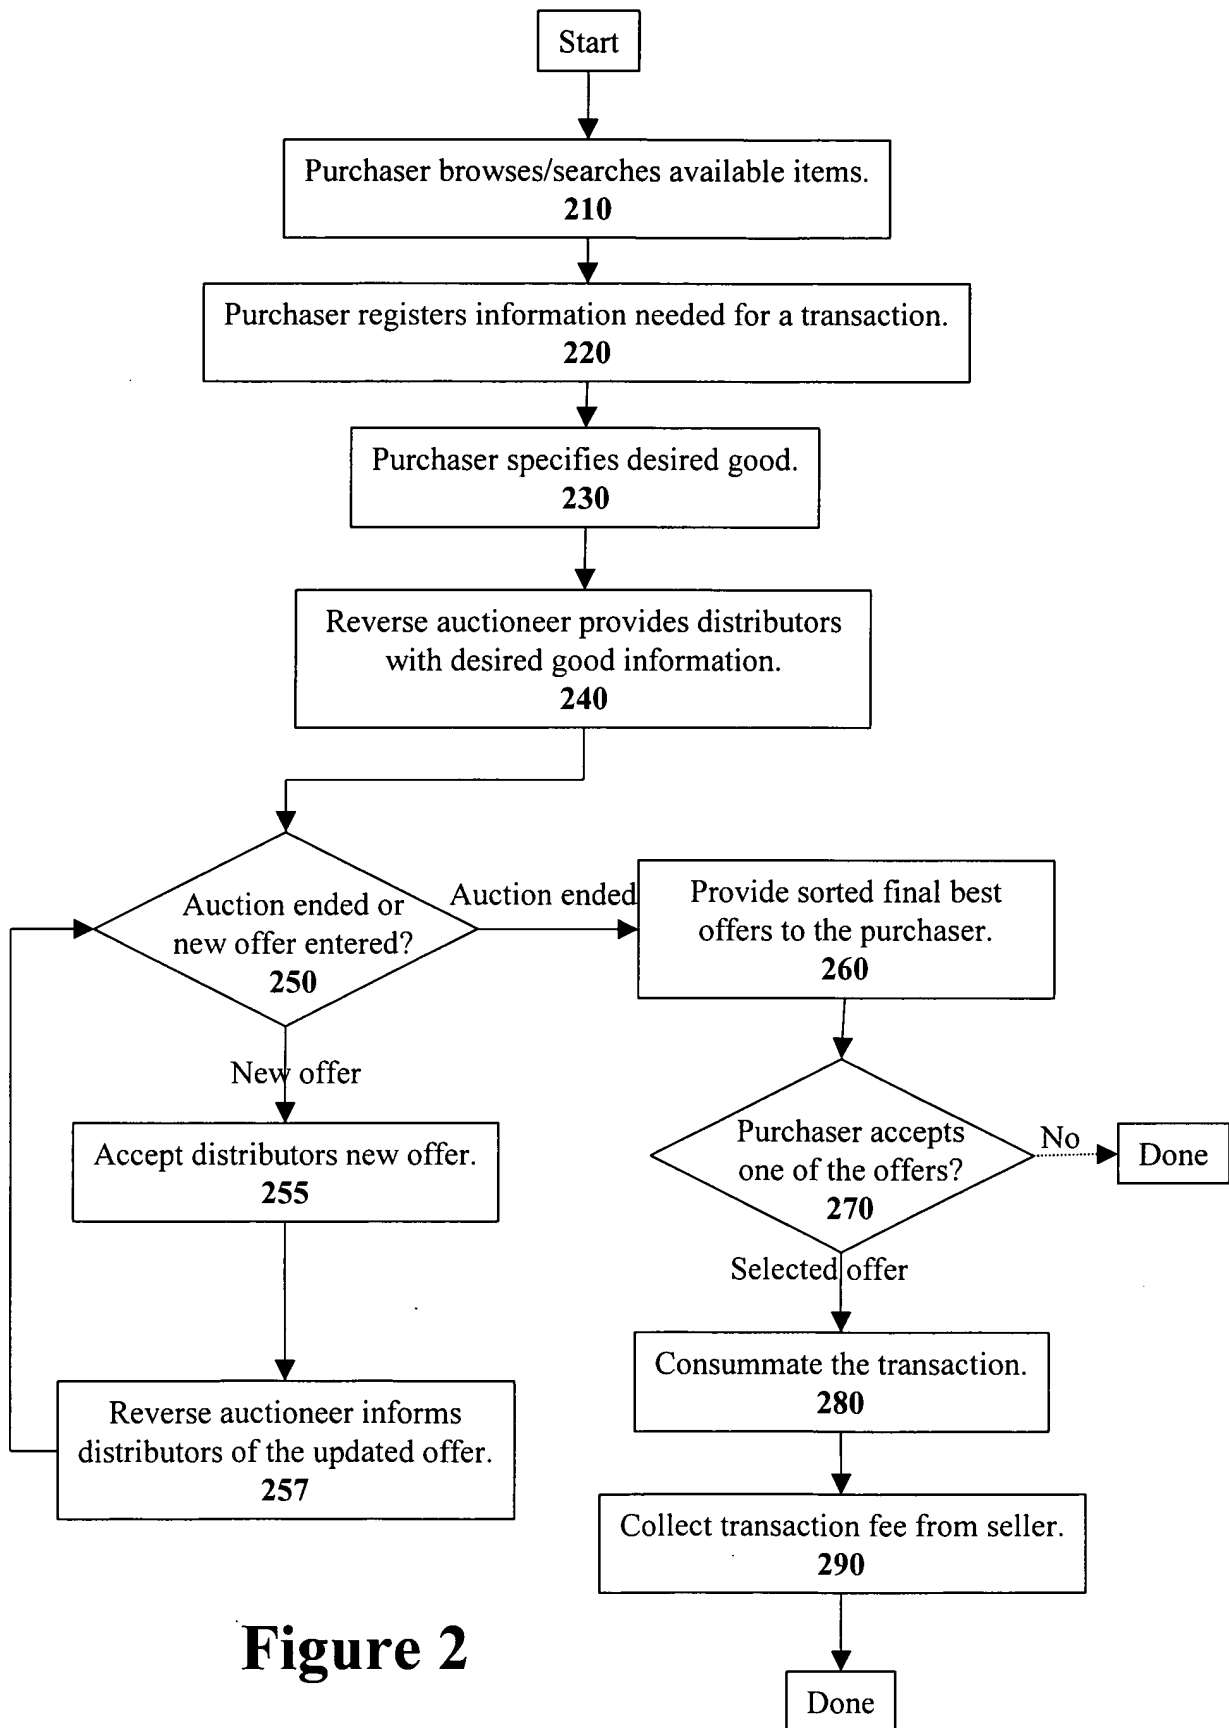 Start
Purchaser browses/searches available items.
210
Purchaser registers information needed for a transaction.
220
Purchaser specifies desired good.
230
Reverse auctioneer provides distributors
with desired good information.
240
Auction ended or
new offer entered?
250
Auction ended
Provide sorted final best
offers to the purchaser.
260
New offer
Accept distributors new offer.
255
Reverse auctioneer informs
distributors of the updated offer.
257
Purchaser accepts
one of the offers?
270
No
Done
Selected offer
Consummate the transaction.
280
Collect transaction fee from seller.
290
Done
Figure 2